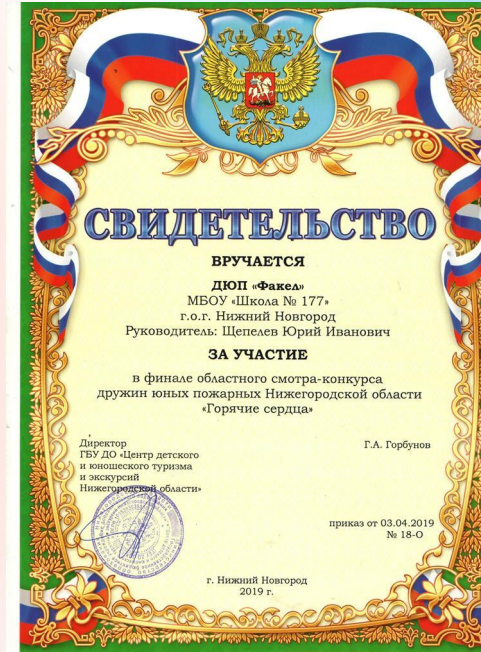 СВИДЕТЕЛЬСТВО
ВРУЧАЕТСЯ
ДЮП «Факел»
МБОУ «Школа № 177»
г.о.г. Нижний Новгород
Руководитель: Щепелев Юрий Иванович
ЗА УЧАСТИЕ
в финале областного смотра-конкурса
дружин юных пожарных Нижегородской области
«Горячие сердца»
Директор
ГБУ ДО «Центр детского
и юношеского туризма
и экскурсий
Нижегородской области»
Г.А. Горбунов
приказ от 03.04.2019
№ 18-О
г. Нижний Новгород
2019 г.